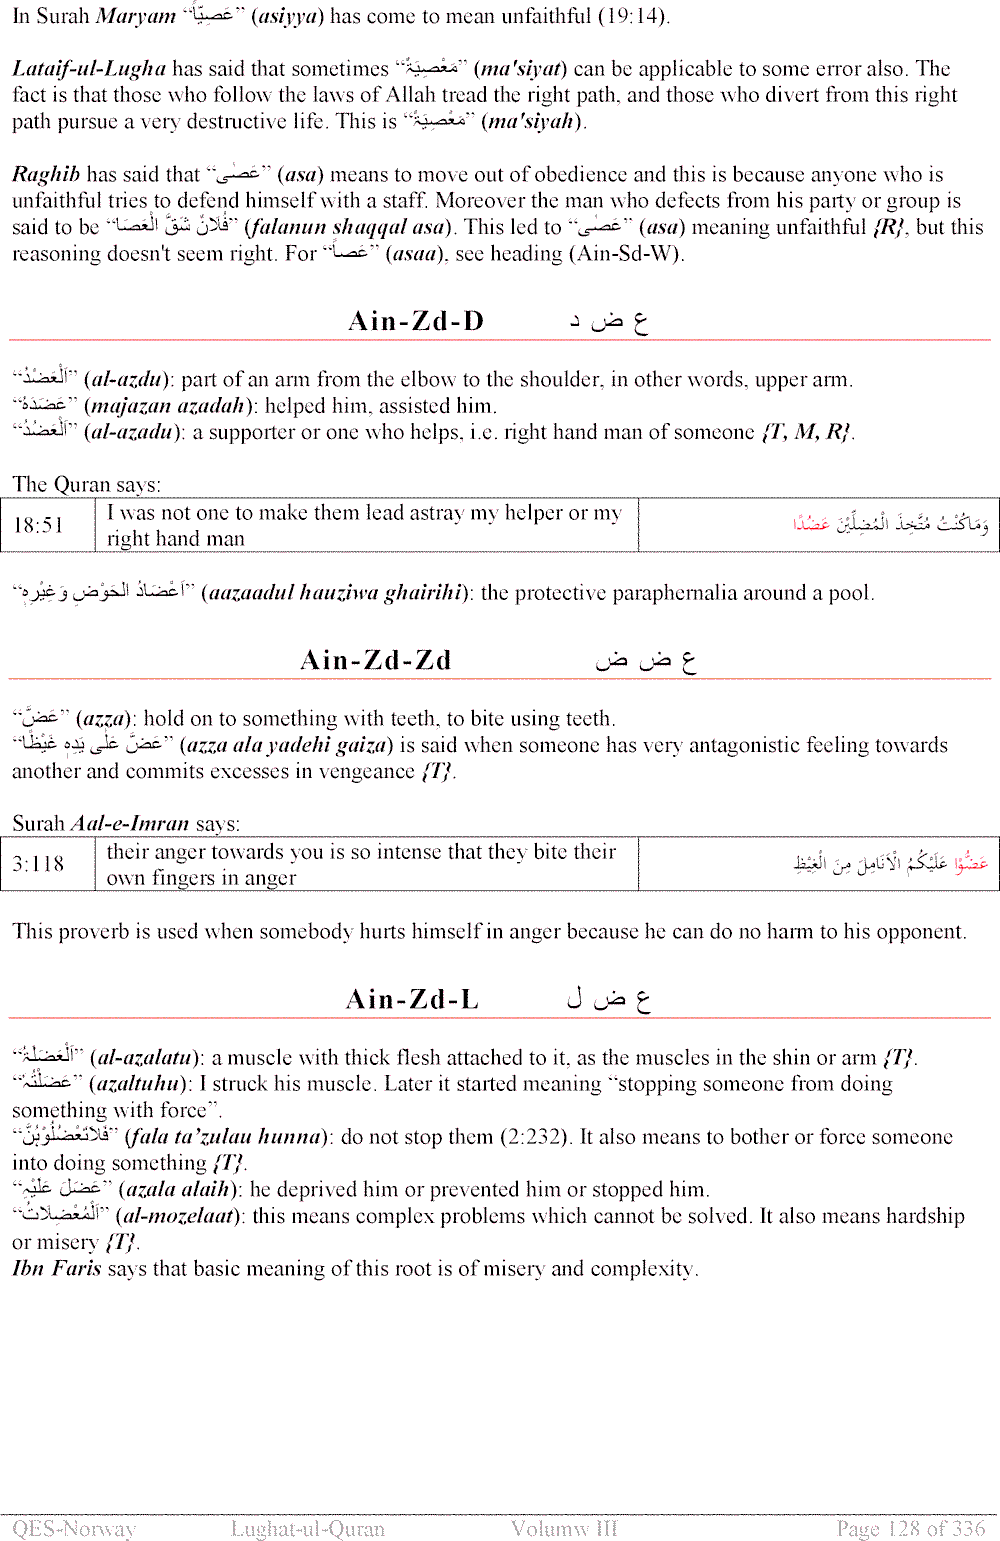 In Surah Maryam “عَصِيّاً” (asiyya) has come to mean unfaithful (19:14).
Lataif-ul-Lugha has said that sometimes “مَعْصِيَةٌ” (ma'siyat) can be applicable to some error also. The
fact is that those who follow the laws of Allah tread the right path, and those who divert from this right
path pursue a very destructive life. This is “مَعْصِيَةٌ” (ma'siyah).
Raghib has said that “عَصٰى” (asa) means to move out of obedience and this is because anyone who is
unfaithful tries to defend himself with a staff. Moreover the man who defects from his party or group is
said to be “فُلَانٌ شَقَّ الْعَصَا” (falanun shaqqal asa). This led to “عَصٰى” (asa) meaning unfaithful {R}, but this
reasoning doesn't seem right. For “عَصاً” (asaa), see heading (Ain-Sd-W).
Ain-Zd-D ع ض د
“اَلْعَضْدُ” (al-azdu): part of an arm from the elbow to the shoulder, in other words, upper arm.
“عَضَدَهُ” (majazan azadah): helped him, assisted him.
“اَلْعَضُدُ” (al-azadu): a supporter or one who helps, i.e. right hand man of someone {T, M, R}.
The Quran says:
18:51 I was not one to make them lead astray my helper or my
right hand man وَمَاكُنْتُ مُتَّخِذَ الْمُضِلِّيْنَ عَضُدًا
“اَعْضَادُ الحَوْضِ وَغِيْرِهٖ” (aazaadul hauziwa ghairihi): the protective paraphernalia around a pool.
Ain-Zd-Zd ع ض ض
“عَضَّ” (azza): hold on to something with teeth, to bite using teeth.
“عَضَّ عَلٰى يَدِهٖ غَيْظًا” (azza ala yadehi gaiza) is said when someone has very antagonistic feeling towards
another and commits excesses in vengeance {T}.
Surah Aal-e-Imran says:
3:118 their anger towards you is so intense that they bite their
own fingers in anger عَضُّوْا عَلَيْكُمُ الْاَنَامِلَ مِنَ الْغِيْظِ
This proverb is used when somebody hurts himself in anger because he can do no harm to his opponent.
Ain-Zd-L ع ض ل
“اَلْعَضَلَةُ” (al-azalatu): a muscle with thick flesh attached to it, as the muscles in the shin or arm {T}.
“عَضَلْتُہُ” (azaltuhu): I struck his muscle. Later it started meaning “stopping someone from doing
something with force”.
“فَلاَتَعْضُلُوْہُنَّ” (fala ta’zulau hunna): do not stop them (2:232). It also means to bother or force someone
into doing something {T}.
“عَضَلَ عَلَيْہِ” (azala alaih): he deprived him or prevented him or stopped him.
“اَلْمُعْضِلَاتُ” (al-mozelaat): this means complex problems which cannot be solved. It also means hardship
or misery {T}.
Ibn Faris says that basic meaning of this root is of misery and complexity.
QES-Norway Lughat-ul-Quran Volumw III Page 128 of 336